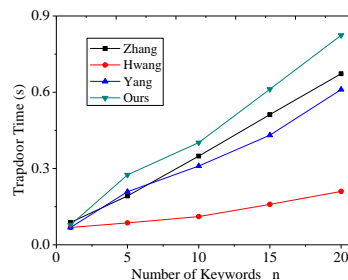 0.9
0.6
0.3
0.0
Trapdoor Time (s)
Zhang
Hwang
Yang
Ours
0 5 10 15 20
Number of Keywords n